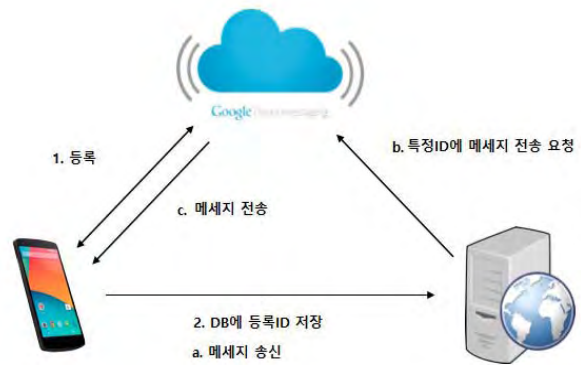 Google
1. 등록
b. 특정ID에 메세지 전송 요청
c. 메세지 전송
2. DB에 등록ID 저장
a. 메세지 송신